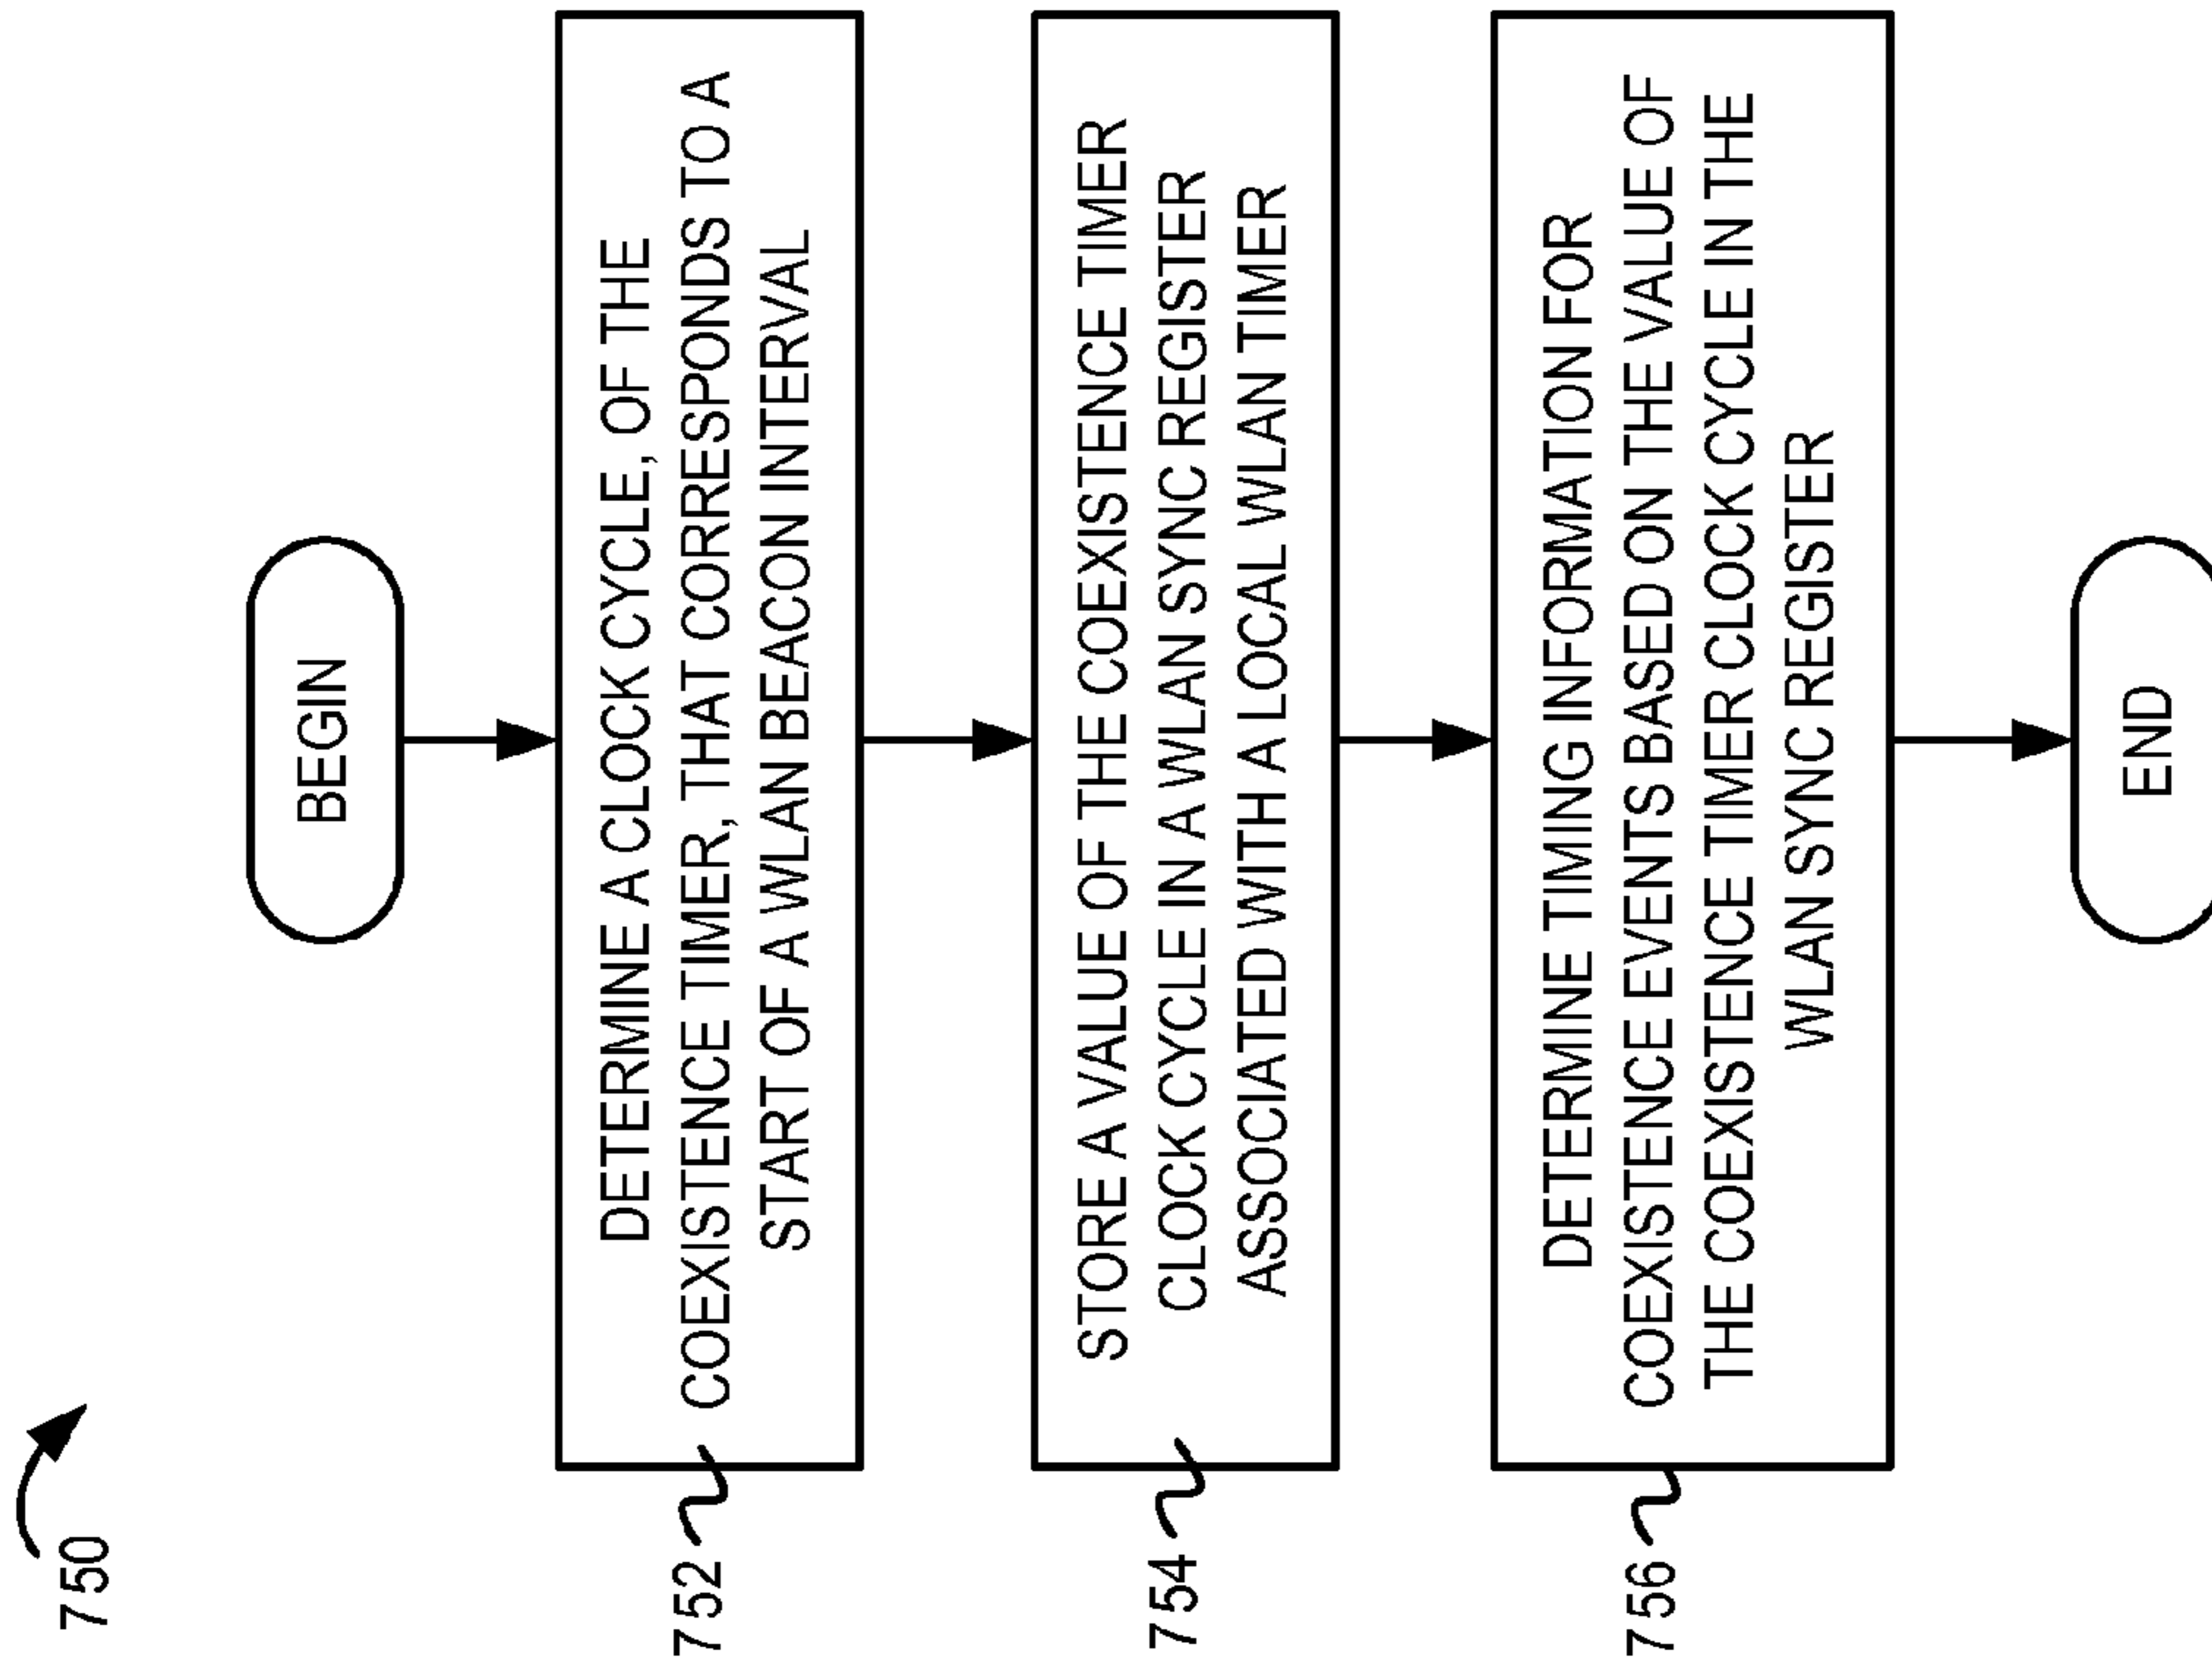 750
BEGIN
752
DETERMINE A CLOCK CYCLE, OF THE
COEXISTENCE TIMER, THAT CORRESPONDS TO A
START OF A WLAN BEACON INTERVAL
754
STORE A VALUE OF THE COEXISTENCE TIMER
CLOCK CYCLE IN A WLAN SYNC REGISTER
ASSOCIATED WITH A LOCAL WLAN TIMER
756
DETERMINE TIMING INFORMATION FOR
COEXISTENCE EVENTS BASED ON THE VALUE OF
THE COEXISTENCE TIMER CLOCK CYCLE IN THE
WLAN SYNC REGISTER
END